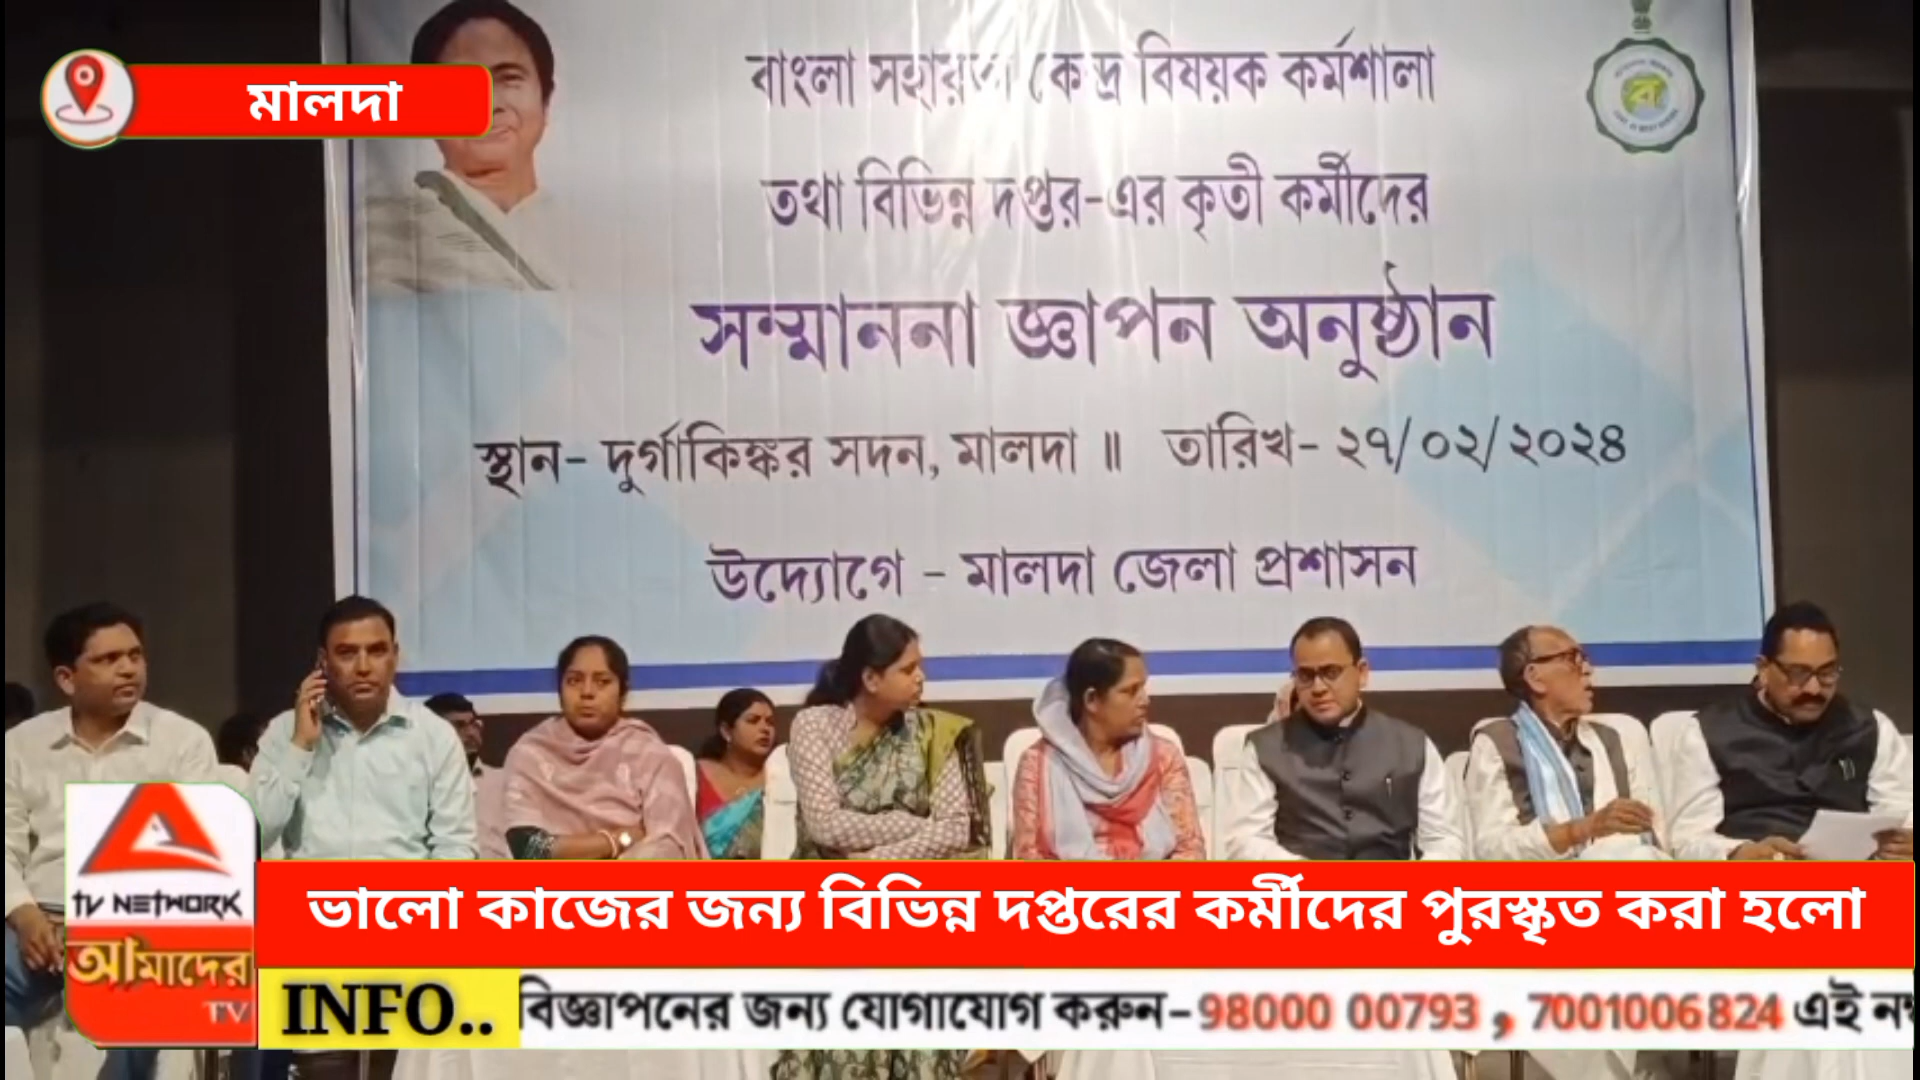 মালদা
বাংলা সহায়তা কেন্দ্র বিষয়ক কর্মশালা
তথা বিভিন্ন দপ্তর-এর কৃতী কর্মীদের
সম্মাননা জ্ঞাপন অনুষ্ঠান
স্থান- দুর্গাকিঙ্কর সদন, মালদা ॥ তারিখ- ২৭/০২/২০২৪
উদ্যোগে - মালদা জেলা প্রশাসন
TV NETWORK
আমাদের
TV
ভালো কাজের জন্য বিভিন্ন দপ্তরের কর্মীদের পুরস্কৃত করা হলো
INFO.. বিজ্ঞাপনের জন্য যোগাযোগ করুন-98000 00793 , 7001006824 এই